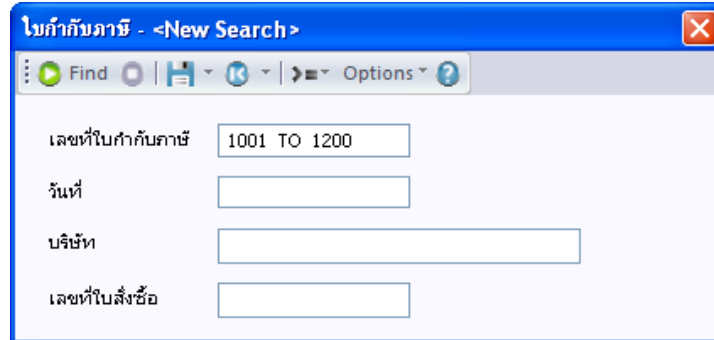 ใบกำกับภาษี - <New Search>
Find Options
เลขที่ใบกำกับภาษี 1001 TO 1200
วันที่
บริษัท
เลขที่ใบสั่งซื้อ